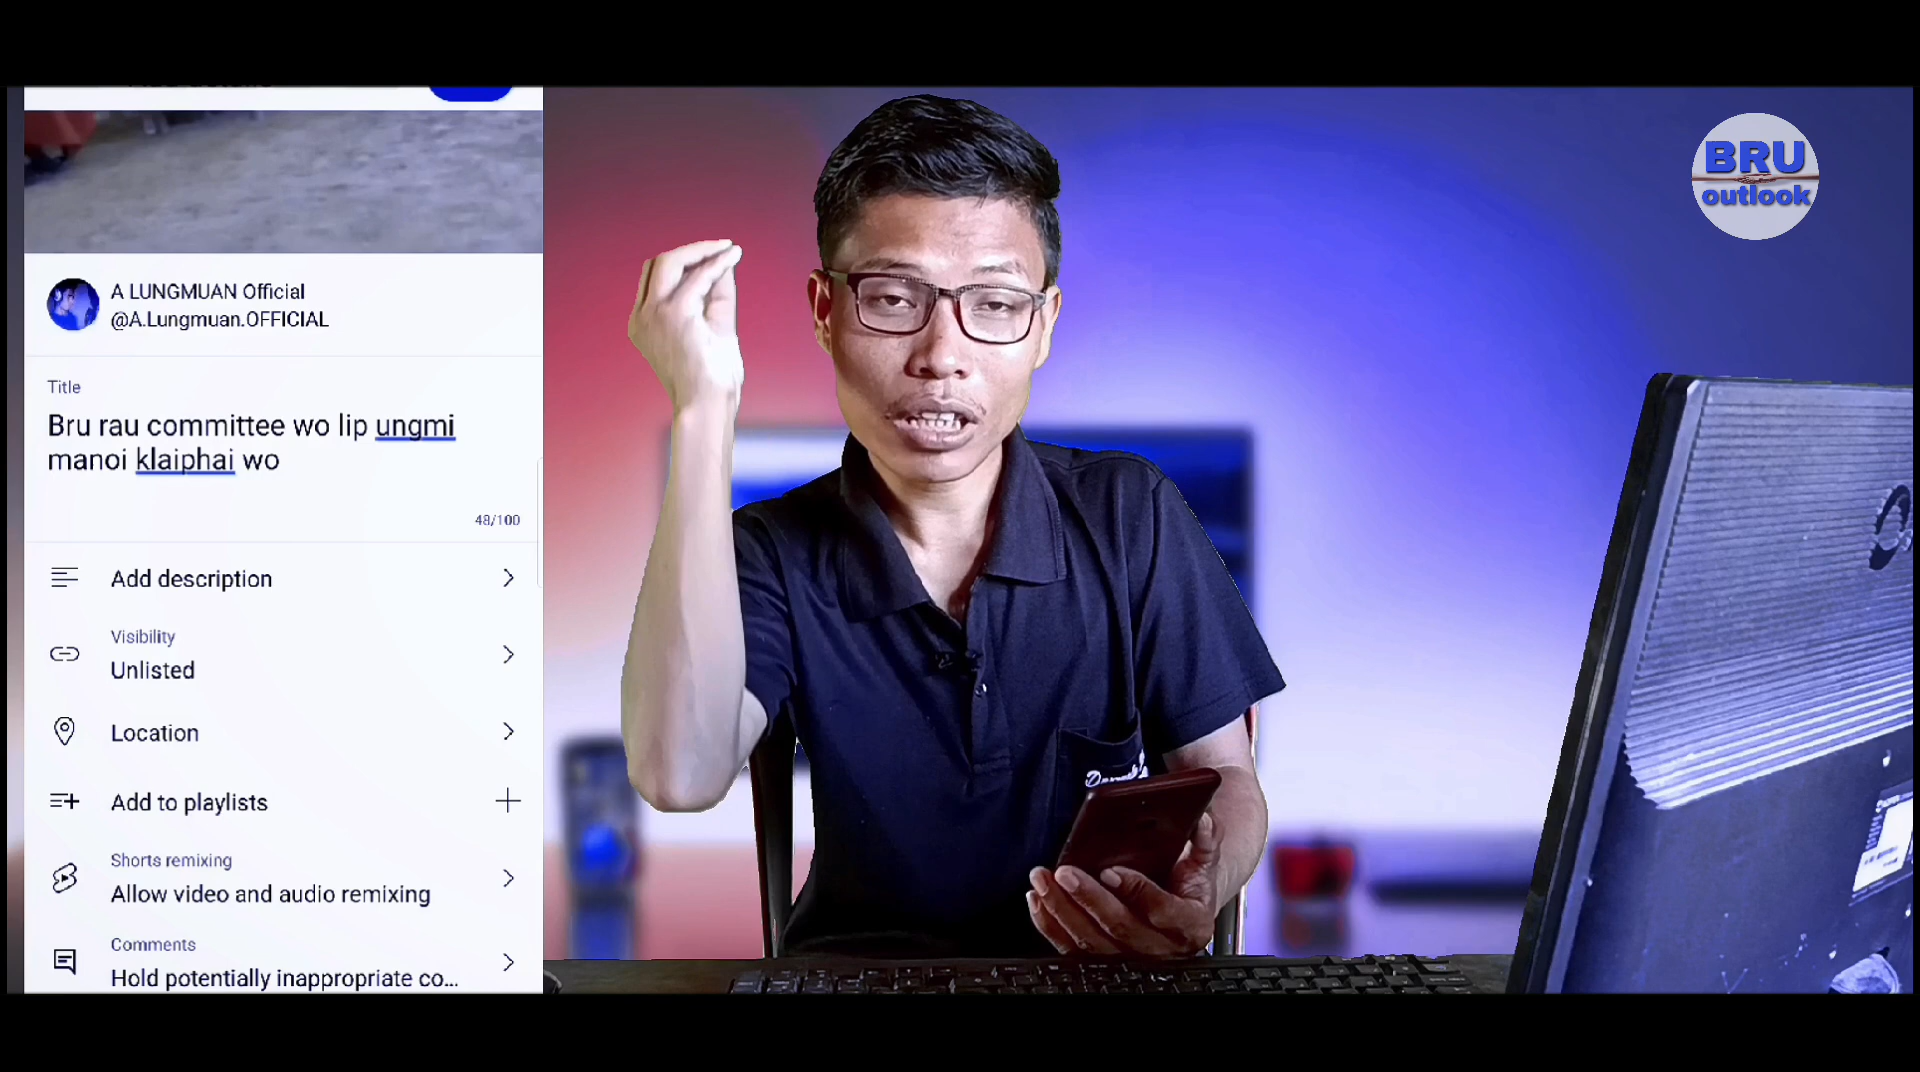 BRU
outlook
A LUNGMUAN Official
@A.Lungmuan.OFFICIAL
Title
Bru rau committee wo lip ungmi
manoi klaiphai wo
48/100
Add description
Visibility
Unlisted
Location
Add to playlists
Shorts remixing
Allow video and audio remixing
Comments
Hold potentially inappropriate co...